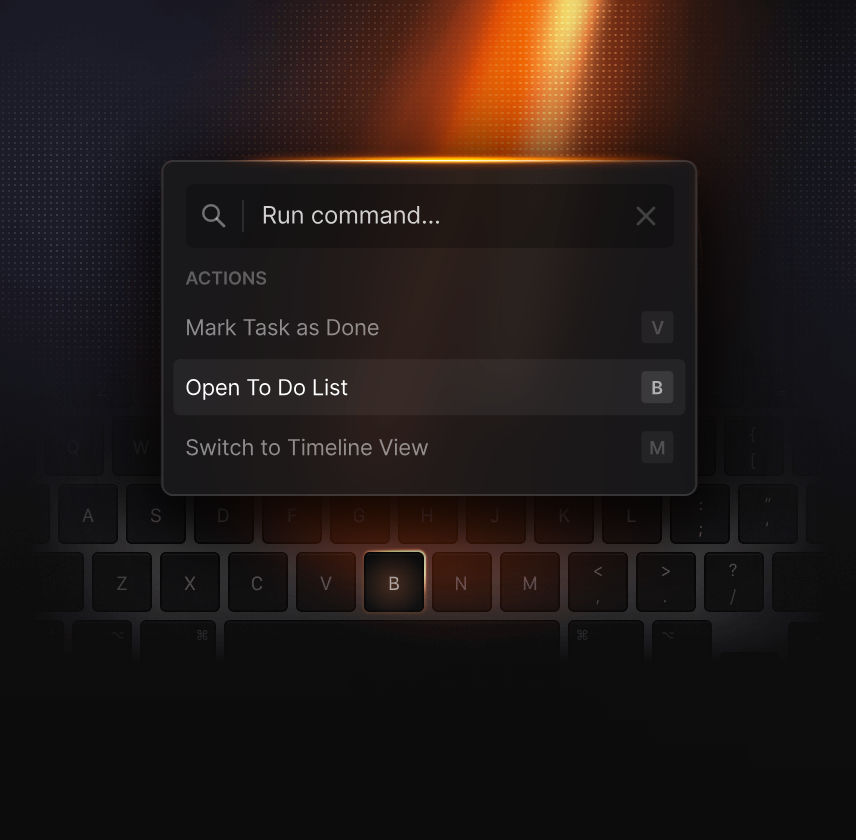 Run command...
ACTIONS
Mark Task as Done V
Open To Do List B
Switch to Timeline View M
Q W { [
A S D F G H J K L : ; " '
Z X C V B N M < , > . ? /
⌥ ⌘ ⌘ ⌥